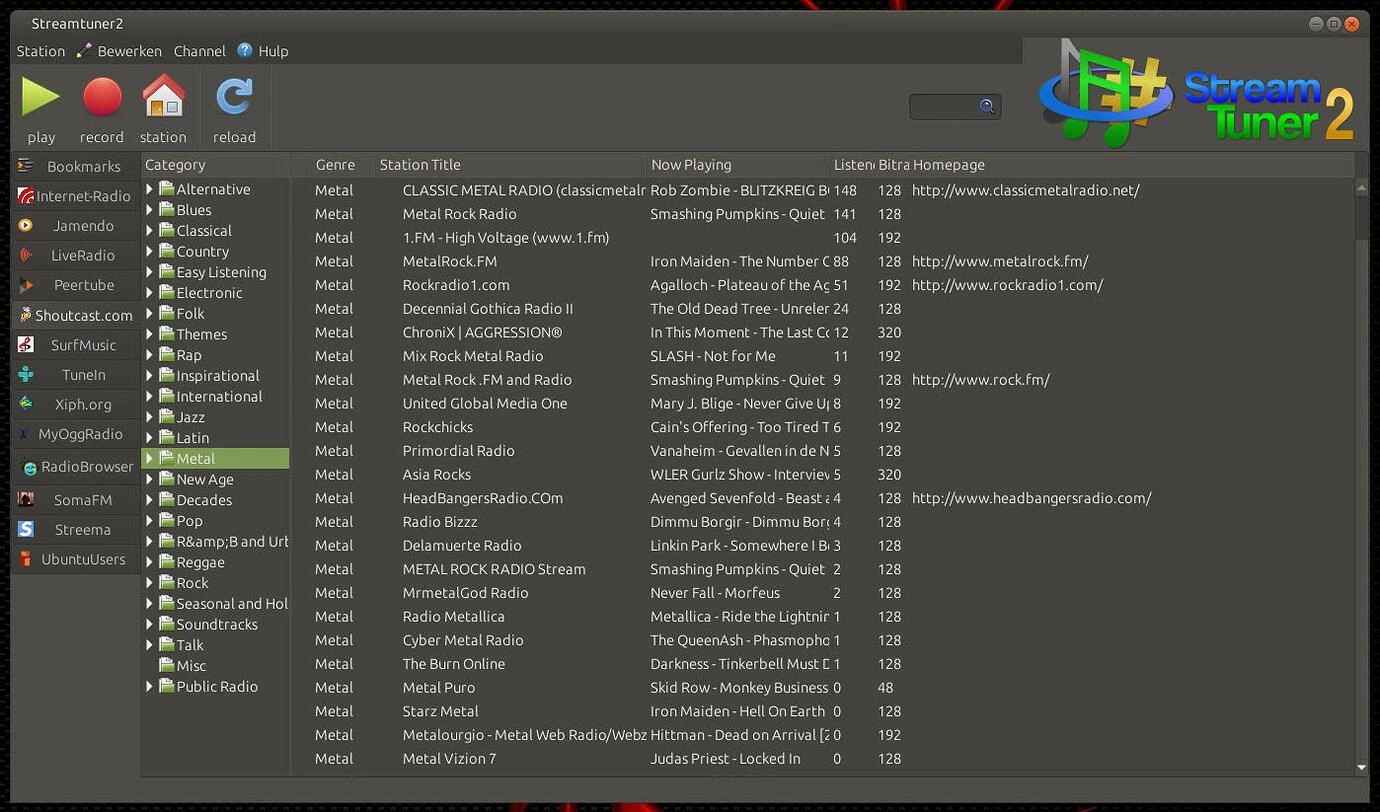 Streamtuner2
Station Bewerken Channel Hulp
play record station reload
Stream Tuner 2
Bookmarks
Internet-Radio
Jamendo
LiveRadio
Peertube
Shoutcast.com
SurfMusic
TuneIn
Xiph.org
MyOggRadio
RadioBrowser
SomaFM
Streema
UbuntuUsers
Category
Alternative
Blues
Classical
Country
Easy Listening
Electronic
Folk
Themes
Rap
Inspirational
International
Jazz
Latin
Metal
New Age
Decades
Pop
R&amp;B and Urb
Reggae
Rock
Seasonal and Hol
Soundtracks
Talk
Misc
Public Radio
Genre Station Title Now Playing Listene Bitra Homepage
Metal CLASSIC METAL RADIO (classicmetalr Rob Zombie - BLITZKREIG B 148 128 http://www.classicmetalradio.net/
Metal Metal Rock Radio Smashing Pumpkins - Quiet 141 128
Metal 1.FM - High Voltage (www.1.fm) 104 192
Metal MetalRock.FM Iron Maiden - The Number 88 128 http://www.metalrock.fm/
Metal Rockradio1.com Agalloch - Plateau of the Ag 51 192 http://www.rockradio1.com/
Metal Decennial Gothica Radio II The Old Dead Tree - Unreler 24 128
Metal ChroniX | AGGRESSION® In This Moment - The Last Co 12 320
Metal Mix Rock Metal Radio SLASH - Not for Me 11 192
Metal Metal Rock .FM and Radio Smashing Pumpkins - Quiet 9 128 http://www.rock.fm/
Metal United Global Media One Mary J. Blige - Never Give Up 8 192
Metal Rockchicks Cain's Offering - Too Tired T 6 192
Metal Primordial Radio Vanaheim - Gevallen in de N 5 128
Metal Asia Rocks WLER Gurlz Show - Interview 5 320
Metal HeadBangersRadio.COm Avenged Sevenfold - Beast a 4 128 http://www.headbangersradio.com/
Metal Radio Bizzz Dimmu Borgir - Dimmu Borg 4 128
Metal Delamuerte Radio Linkin Park - Somewhere I Be 3 128
Metal METAL ROCK RADIO Stream Smashing Pumpkins - Quiet 2 128
Metal MrmetalGod Radio Never Fall - Morfeus 2 128
Metal Radio Metallica Metallica - Ride the Lightnin 1 128
Metal Cyber Metal Radio The QueenAsh - Phasmopho 1 128
Metal The Burn Online Darkness - Tinkerbell Must D 1 128
Metal Metal Puro Skid Row - Monkey Business 0 48
Metal Starz Metal Iron Maiden - Hell On Earth 0 128
Metal Metalourgio - Metal Web Radio/Webz Hittman - Dead on Arrival [2 0 192
Metal Metal Vizion 7 Judas Priest - Locked In 0 128